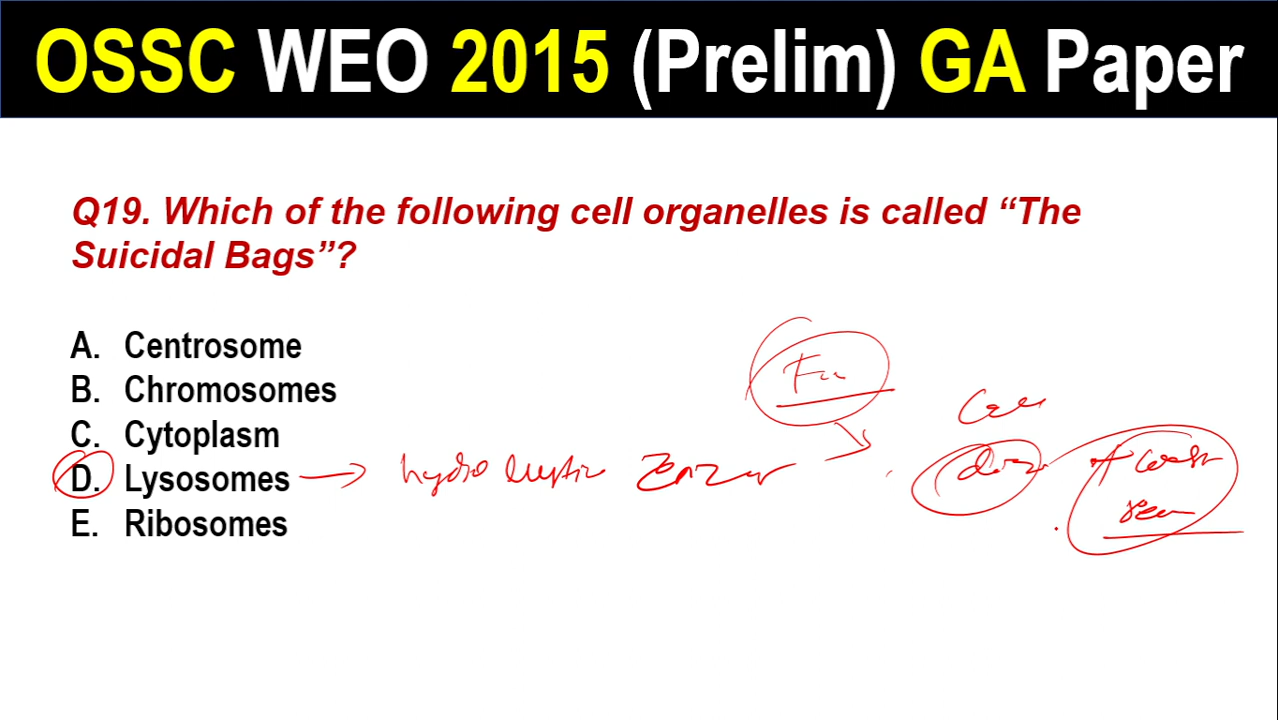 OSSC WEO 2015 (Prelim) GA Paper
Q19. Which of the following cell organelles is called “The
Suicidal Bags”?
A. Centrosome
B. Chromosomes
C. Cytoplasm
D. Lysosomes
E. Ribosomes